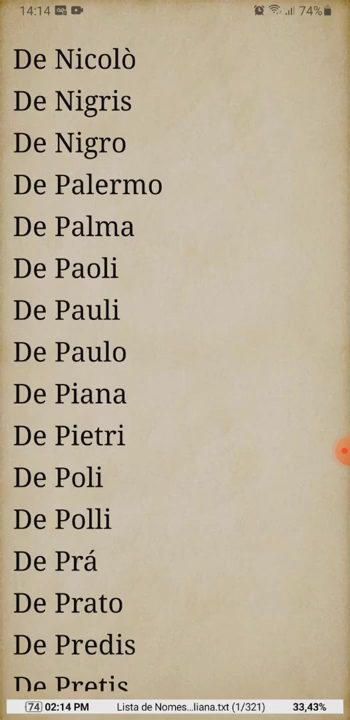 14:14 74%
De Nicolò
De Nigris
De Nigro
De Palermo
De Palma
De Paoli
De Pauli
De Paulo
De Piana
De Pietri
De Poli
De Polli
De Prá
De Prato
De Predis
De Pretis
74 02:14 PM Lista de Nomes...liana.txt (1/321) 33,43%